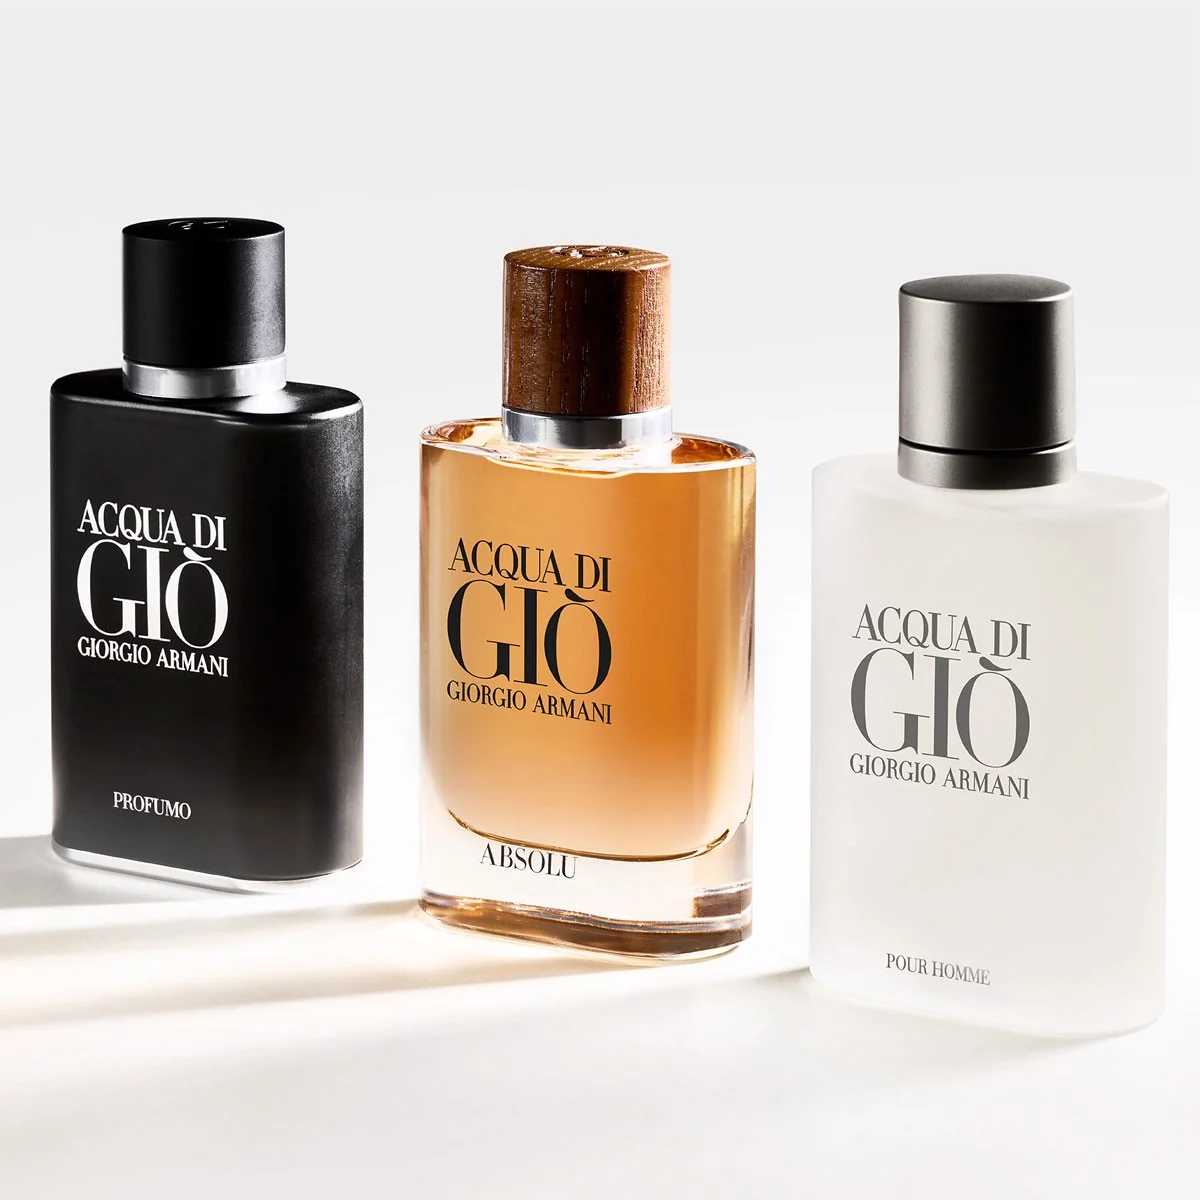 ACQUA DI
GIÒ
GIORGIO ARMANI
PROFUMO
ACQUA DI
GIÒ
GIORGIO ARMANI
ABSOLU
ACQUA DI
GIÒ
GIORGIO ARMANI
POUR HOMME